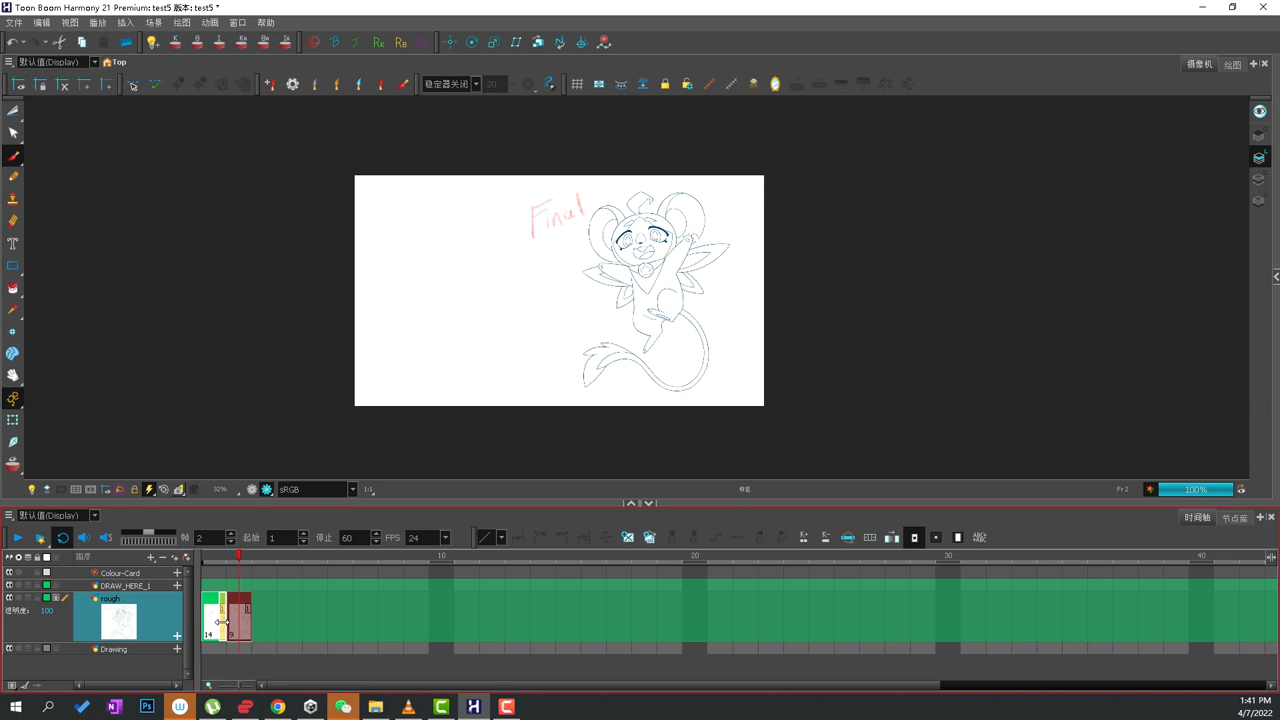 Toon Boom Harmony 21 Premium: test5 版本: test5 *
文件 编辑 视图 播放 插入 场景 绘图 动画 窗口 帮助
默认值(Display) Top 摄像机 绘图
稳定器关闭 20
Final
32% sRGB 1:1 Fr 2 100%
默认值(Display) 时间轴 节点库
帧 2 起始 1 停止 60 FPS 24
图层 10 20 30 40
Colour-Card
DRAW_HERE_1
rough
透明度: 100
14 9
Drawing
1:41 PM
4/7/2022